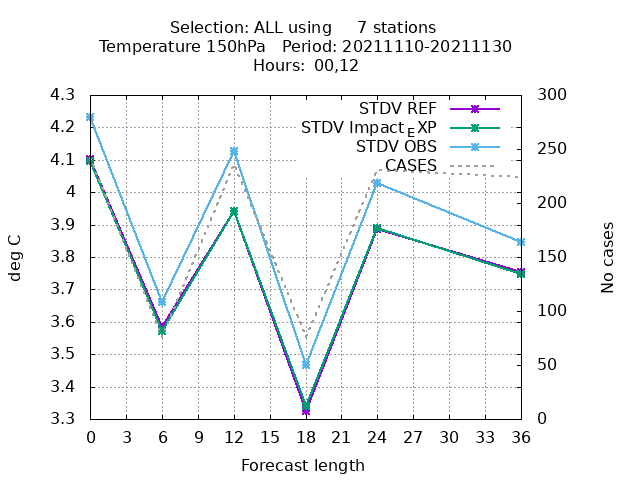 Selection: ALL using 7 stations
Temperature 150hPa Period: 20211110-20211130
Hours: 00,12
STDV REF
STDV Impact_EXP
STDV OBS
CASES
4.3
4.2
4.1
4
3.9
3.8
3.7
3.6
3.5
3.4
3.3
deg C
300
250
200
150
100
50
0
No cases
0 3 6 9 12 15 18 21 24 27 30 33 36
Forecast length